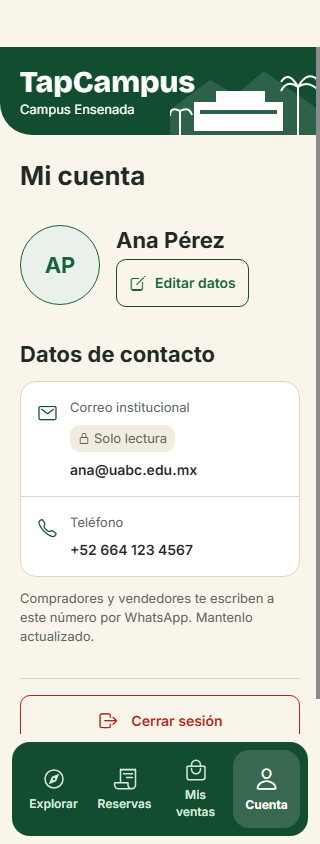 TapCampus
Campus Ensenada
Mi cuenta
AP
Ana Pérez
Editar datos
Datos de contacto
Correo institucional
Solo lectura
ana@uabc.edu.mx
Teléfono
+52 664 123 4567
Compradores y vendedores te escriben a
este número por WhatsApp. Mantenlo
actualizado.
Cerrar sesión
Explorar
Reservas
Mis
ventas
Cuenta